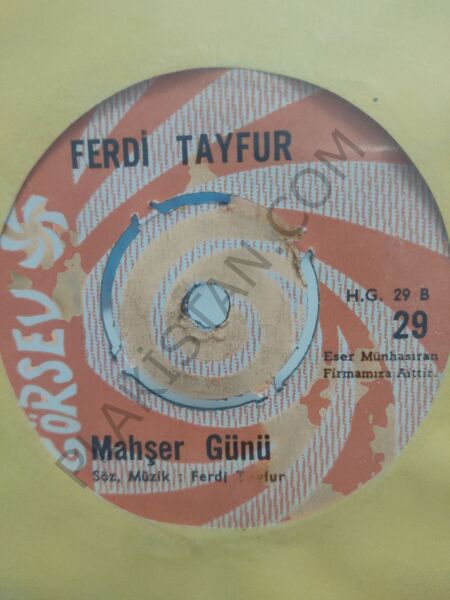 FERDİ TAYFUR
H.G. 29 B
29
Eser Münhasıran
Firmamıza Aittir.
GÖRSEV
Mahşer Günü
Söz, Müzik : Ferdi Tayfur
PLAKISTAN.COM